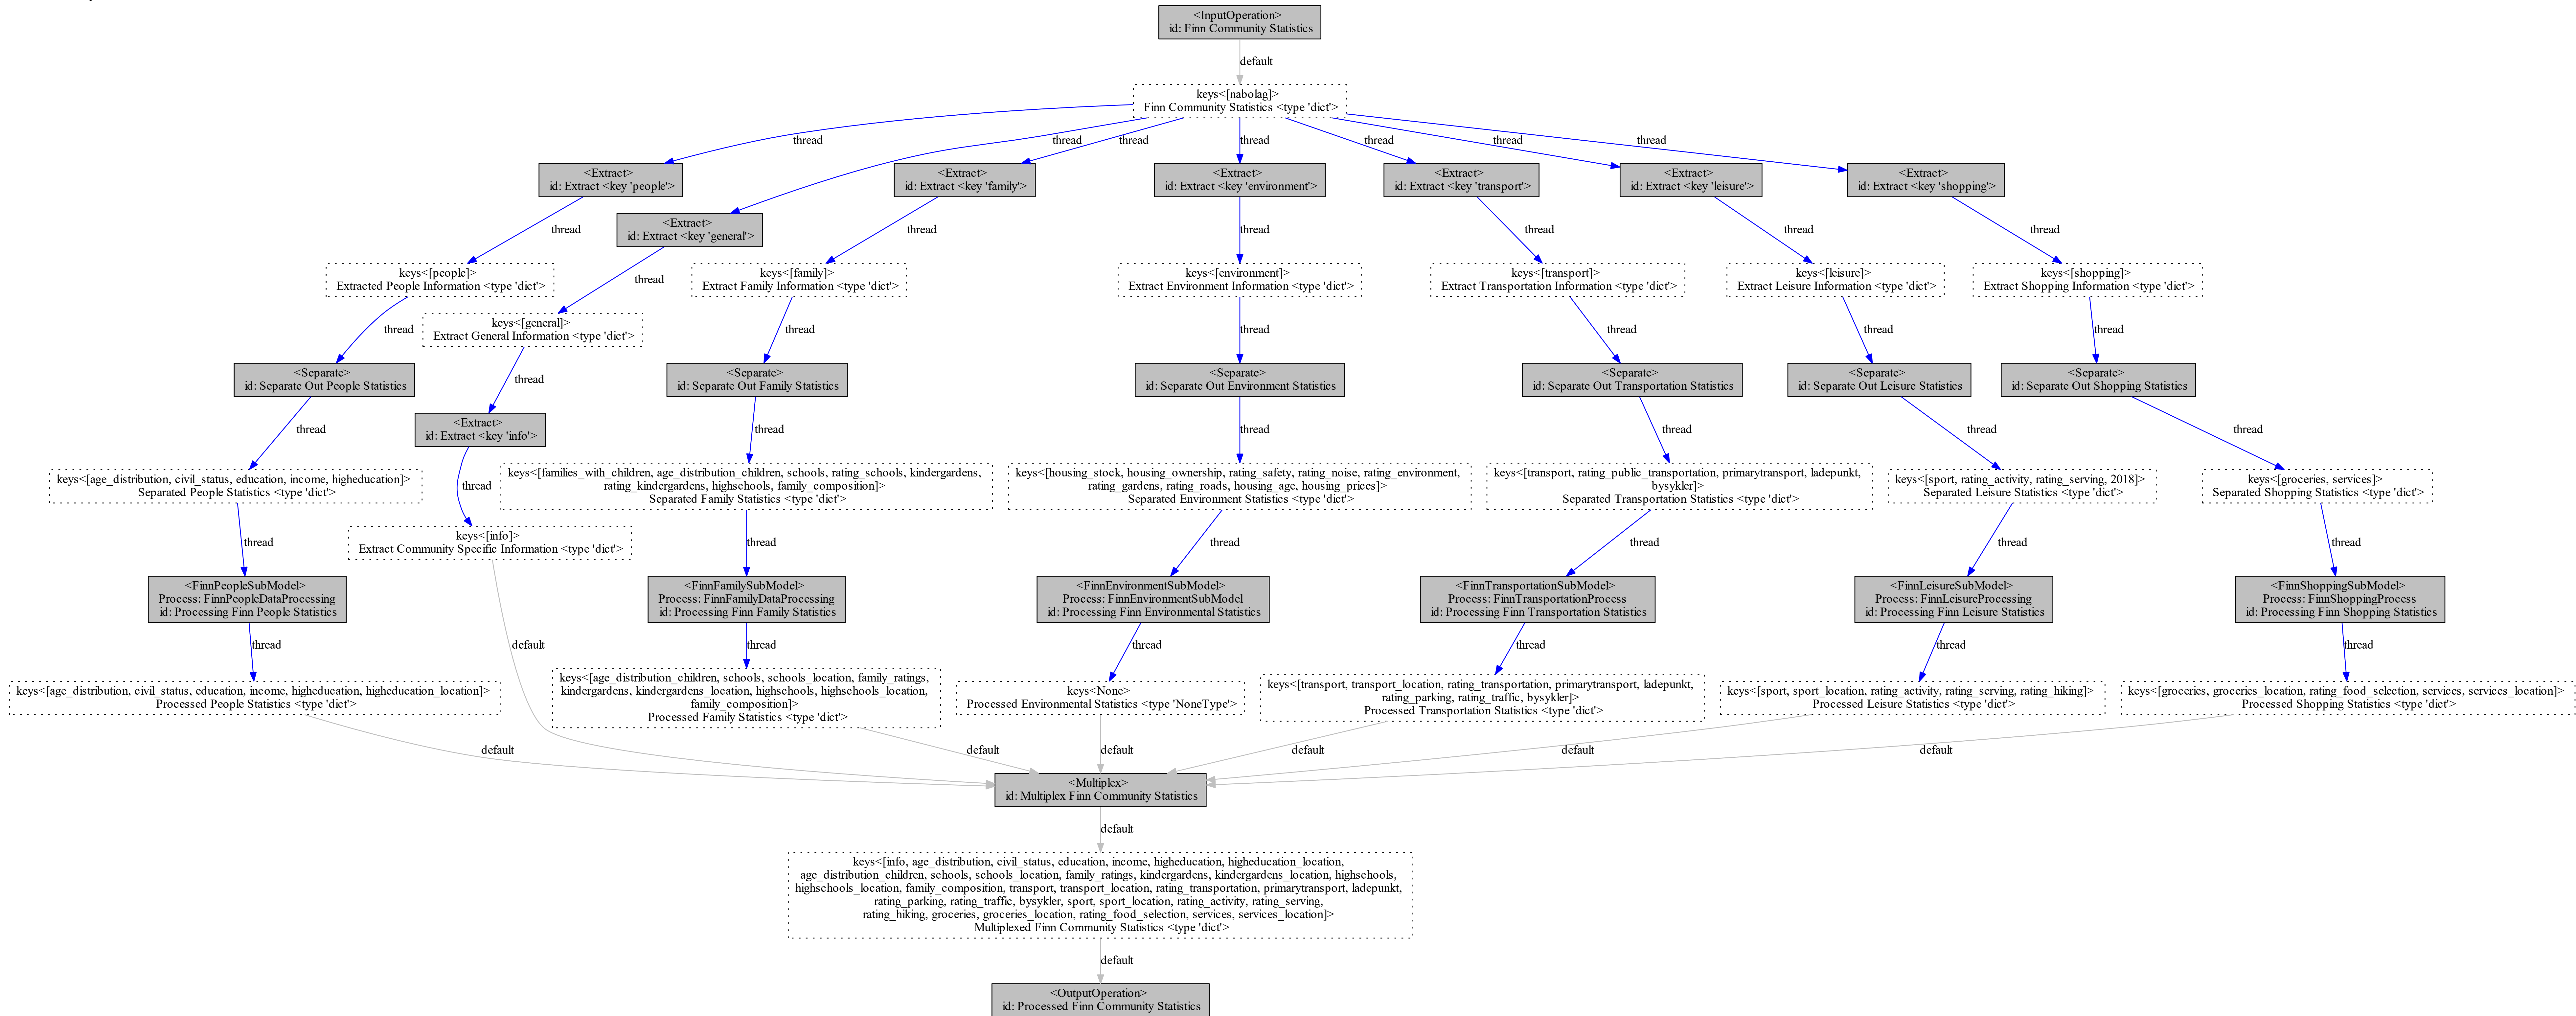 <InputOperation>
id: Finn Community Statistics
default
keys<[nabolag]>
Finn Community Statistics <type 'dict'>
thread
thread
thread
thread
thread
thread
thread
<Extract>
id: Extract <key 'people'>
<Extract>
id: Extract <key 'family'>
<Extract>
id: Extract <key 'environment'>
<Extract>
id: Extract <key 'transport'>
<Extract>
id: Extract <key 'leisure'>
<Extract>
id: Extract <key 'shopping'>
<Extract>
id: Extract <key 'general'>
thread
thread
thread
thread
thread
thread
thread
keys<[people]>
Extracted People Information <type 'dict'>
keys<[family]>
Extract Family Information <type 'dict'>
keys<[environment]>
Extract Environment Information <type 'dict'>
keys<[transport]>
Extract Transportation Information <type 'dict'>
keys<[leisure]>
Extract Leisure Information <type 'dict'>
keys<[shopping]>
Extract Shopping Information <type 'dict'>
keys<[general]>
Extract General Information <type 'dict'>
thread
thread
thread
thread
thread
thread
thread
<Separate>
id: Separate Out People Statistics
<Separate>
id: Separate Out Family Statistics
<Separate>
id: Separate Out Environment Statistics
<Separate>
id: Separate Out Transportation Statistics
<Separate>
id: Separate Out Leisure Statistics
<Separate>
id: Separate Out Shopping Statistics
<Extract>
id: Extract <key 'info'>
thread
thread
thread
thread
thread
thread
thread
keys<[age_distribution, civil_status, education, income, highereducation]>
Separated People Statistics <type 'dict'>
keys<[families_with_children, age_distribution_children, schools, rating_schools, kindergardens,
rating_kindergardens, highschools, family_composition]>
Separated Family Statistics <type 'dict'>
keys<[housing_stock, housing_ownership, rating_safety, rating_noise, rating_environment,
rating_gardens, rating_roads, housing_age, housing_prices]>
Separated Environment Statistics <type 'dict'>
keys<[transport, rating_public_transportation, primarytransport, ladepunkt,
bysykler]>
Separated Transportation Statistics <type 'dict'>
keys<[sport, rating_activity, rating_serving, 2018]>
Separated Leisure Statistics <type 'dict'>
keys<[groceries, services]>
Separated Shopping Statistics <type 'dict'>
keys<[info]>
Extract Community Specific Information <type 'dict'>
thread
thread
thread
thread
thread
thread
<FinnPeopleSubModel>
Process: FinnPeopleDataProcessing
id: Processing Finn People Statistics
<FinnFamilySubModel>
Process: FinnFamilyDataProcessing
id: Processing Finn Family Statistics
<FinnEnvironmentSubModel>
Process: FinnEnvironmentSubModel
id: Processing Finn Environmental Statistics
<FinnTransportationSubModel>
Process: FinnTransportationProcess
id: Processing Finn Transportation Statistics
<FinnLeisureSubModel>
Process: FinnLeisureProcessing
id: Processing Finn Leisure Statistics
<FinnShoppingSubModel>
Process: FinnShoppingProcess
id: Processing Finn Shopping Statistics
thread
default
thread
thread
thread
thread
thread
keys<[age_distribution, civil_status, education, income, higheducation, higheducation_location]>
Processed People Statistics <type 'dict'>
keys<[age_distribution_children, schools, schools_location, family_ratings,
kindergardens, kindergardens_location, highschools, highschools_location,
family_composition]>
Processed Family Statistics <type 'dict'>
keys<None>
Processed Environmental Statistics <type 'NoneType'>
keys<[transport, transport_location, rating_transportation, primarytransport, ladepunkt,
rating_parking, rating_traffic, bysykler]>
Processed Transportation Statistics <type 'dict'>
keys<[sport, sport_location, rating_activity, rating_serving, rating_hiking]>
Processed Leisure Statistics <type 'dict'>
keys<[groceries, groceries_location, rating_food_selection, services, services_location]>
Processed Shopping Statistics <type 'dict'>
default
default
default
default
default
default
<Multiplex>
id: Multiplex Finn Community Statistics
default
keys<[info, age_distribution, civil_status, education, income, higheducation, higheducation_location,
age_distribution_children, schools, schools_location, family_ratings, kindergardens, kindergardens_location, highschools,
highschools_location, family_composition, transport, transport_location, rating_transportation, primarytransport, ladepunkt,
rating_parking, rating_traffic, bysykler, sport, sport_location, rating_activity, rating_serving,
rating_hiking, groceries, groceries_location, rating_food_selection, services, services_location]>
Multiplexed Finn Community Statistics <type 'dict'>
default
<OutputOperation>
id: Processed Finn Community Statistics